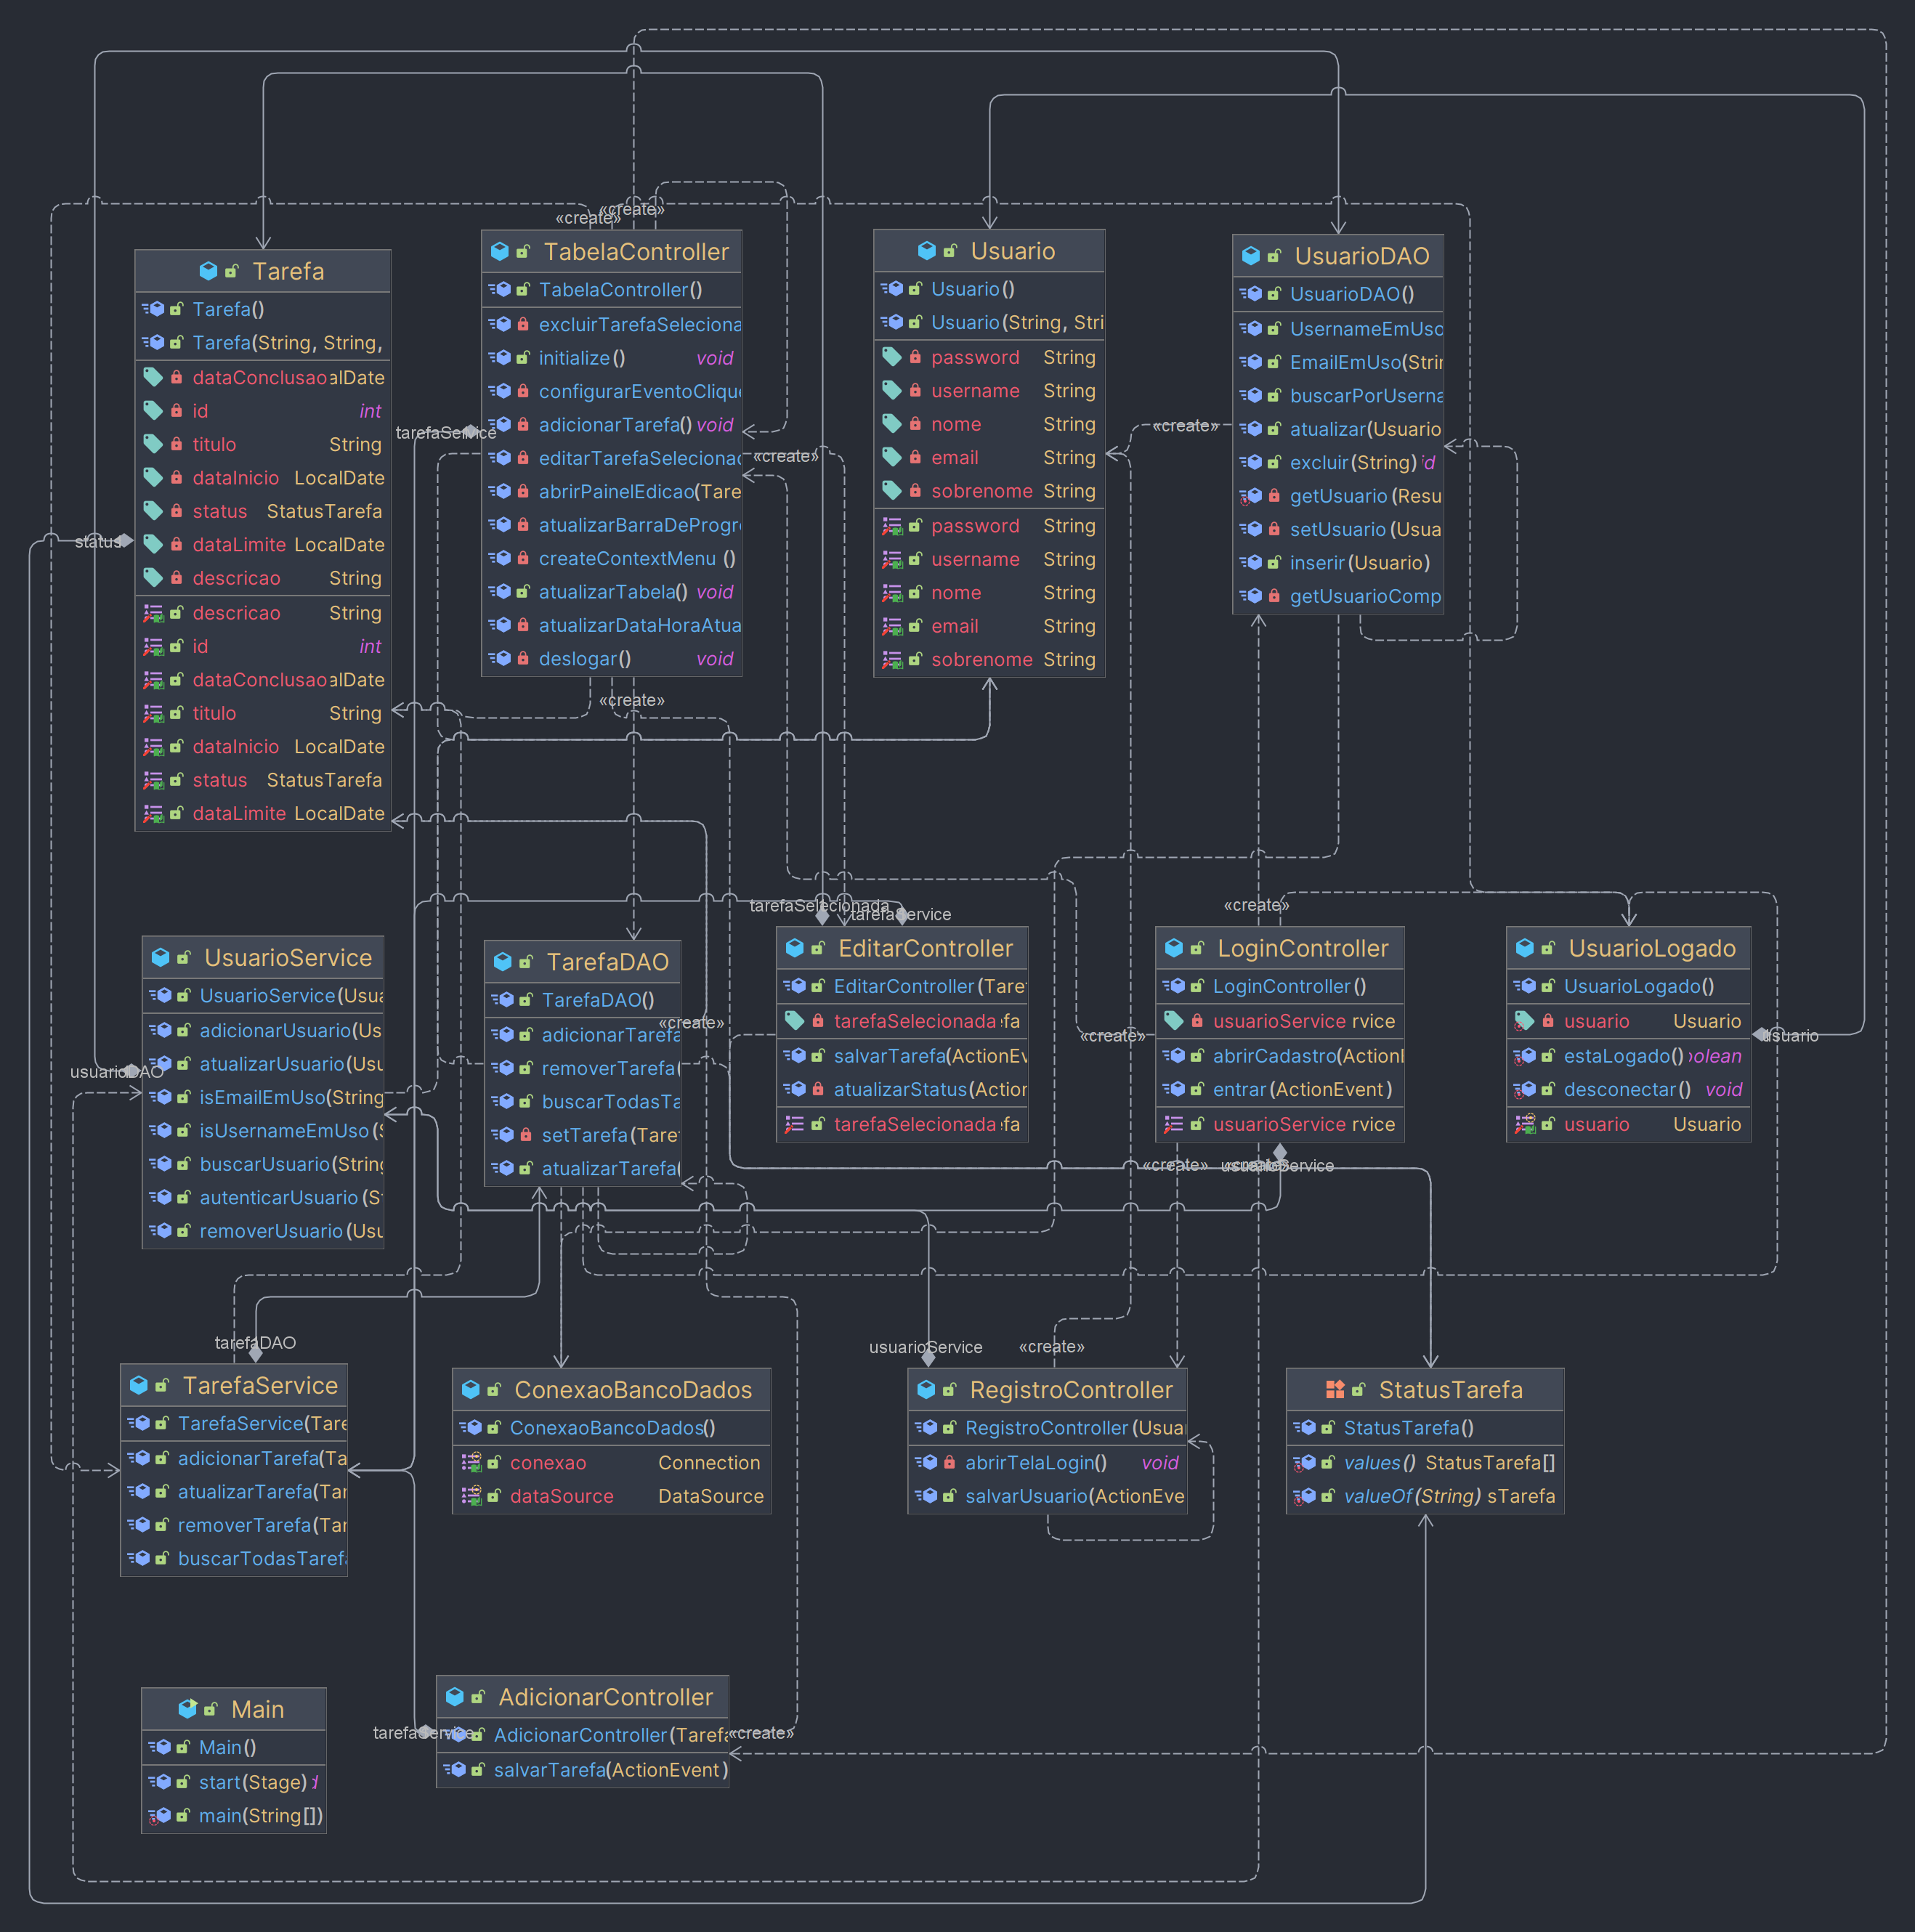 «create»
«create»
Tarefa
Tarefa()
Tarefa(String, String,
dataConclusao alDate
id int
titulo String
dataInicio LocalDate
status StatusTarefa
dataLimite LocalDate
descricao String
descricao String
id int
dataConclusao alDate
titulo String
dataInicio LocalDate
status StatusTarefa
dataLimite LocalDate
status
TabelaController
TabelaController()
excluirTarefaSeleciona
initialize() void
configurarEventoClique
adicionarTarefa() void
editarTarefaSelecionad
abrirPainelEdicao(Tare
atualizarBarraDeProgre
createContextMenu ()
atualizarTabela() void
atualizarDataHoraAtua
deslogar() void
tarefaService
«create»
«create»
Usuario
Usuario()
Usuario(String, Stri
password String
username String
nome String
email String
sobrenome String
password String
username String
nome String
email String
sobrenome String
«create»
UsuarioDAO
UsuarioDAO()
UsernameEmUso
EmailEmUso(Strin
buscarPorUserna
atualizar(Usuario
excluir(String) id
getUsuario(Resu
setUsuario(Usua
inserir(Usuario)
getUsuarioComp
UsuarioService
UsuarioService(Usua
adicionarUsuario(Us
atualizarUsuario(Usu
isEmailEmUso(String
isUsernameEmUso(S
buscarUsuario(String
autenticarUsuario(St
removerUsuario(Usu
usuarioDAO
TarefaDAO
TarefaDAO()
adicionarTarefa
removerTarefa(
buscarTodasTa
setTarefa(Taref
atualizarTarefa(
«create»
tarefaSelecionada
tarefaService
EditarController
EditarController(Taref
tarefaSelecionada efa
salvarTarefa(ActionEv
atualizarStatus(Action
tarefaSelecionada efa
«create»
«create»
LoginController
LoginController()
usuarioService rvice
abrirCadastro(ActionE
entrar(ActionEvent)
usuarioService rvice
«create»
«create»
usuarioService
UsuarioLogado
UsuarioLogado()
usuario Usuario
estaLogado() oolean
desconectar() void
usuario Usuario
usuario
tarefaDAO
TarefaService
TarefaService(Tare
adicionarTarefa(Ta
atualizarTarefa(Tar
removerTarefa(Tar
buscarTodasTarefa
ConexaoBancoDados
ConexaoBancoDados()
conexao Connection
dataSource DataSource
usuarioService
«create»
RegistroController
RegistroController(Usuar
abrirTelaLogin() void
salvarUsuario(ActionEve
StatusTarefa
StatusTarefa()
values() StatusTarefa[]
valueOf(String) sTarefa
Main
Main()
start(Stage) d
main(String[])
AdicionarController
AdicionarController(Tarefa
salvarTarefa(ActionEvent)
tarefaService
«create»